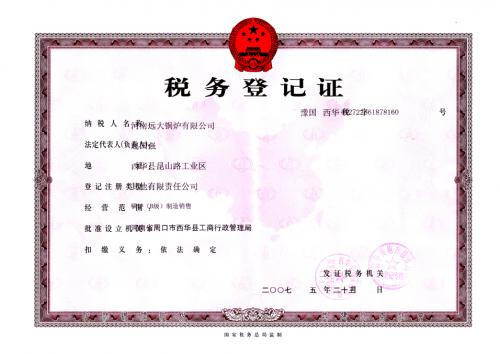 税务登记证
豫国 西华 税 字 272261878160 号
纳税人名称 河南远大锅炉有限公司
法定代表人(负责人)
地 址 西华县昆山路工业区
登记注册类型 其他有限责任公司
经营范围: 锅炉(B级)制造销售
批准设立机关 河南省周口市西华县工商行政管理局
扣缴义务:依法确定
发证税务机关
二〇〇七 五 年二十五 日
国家税务总局监制